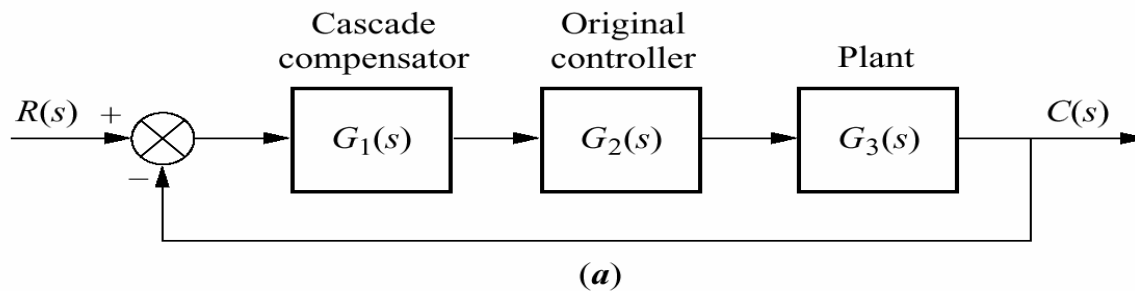 Cascade compensator
Original controller
Plant
R(s) +
G₁(s)
G₂(s)
G₃(s)
C(s)
−
(a)